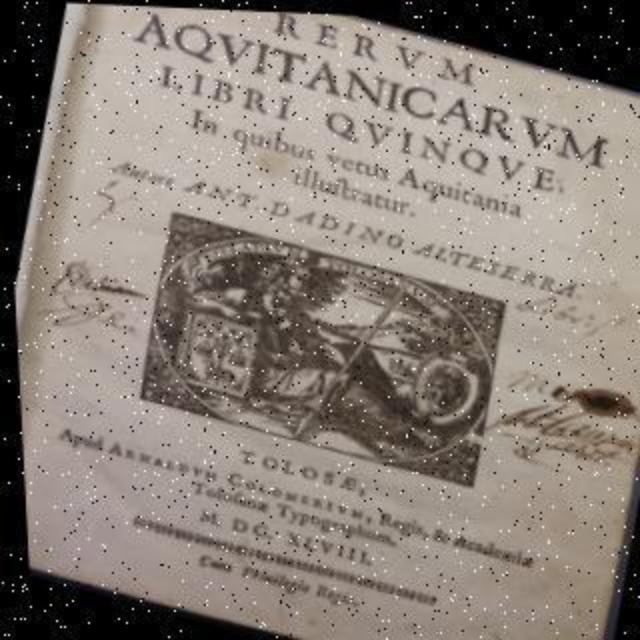 RERVM
AQVITANICARVM
LIBRI QVINQVE,
In quibus vetus Aquitania
illustratur.
Autore ANT. DADINO ALTESERRA.
TOLOSÆ,
Apud ARNALDVM COLOMERIVM, Regis, & Academiæ
Tolosanæ Typographum,
M. DC. XLVIII.
Cum Privilegio Regis.